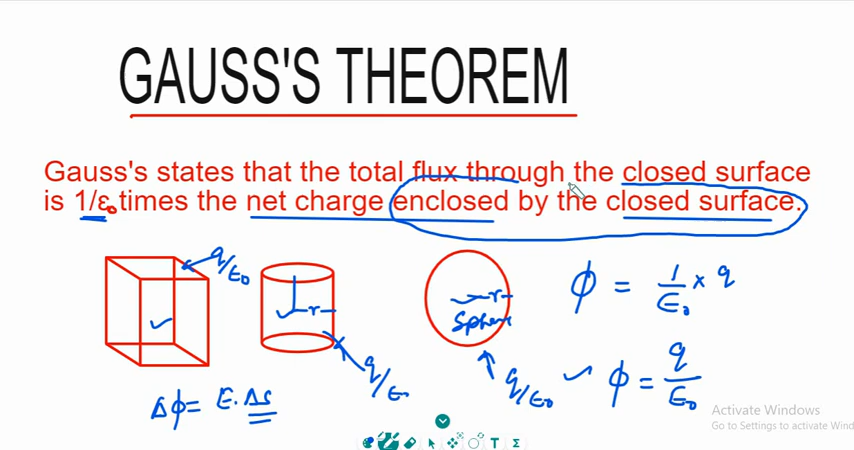 GAUSS'S THEOREM
Gauss's states that the total flux through the closed surface
is 1/ε₀ times the net charge enclosed by the closed surface.
q/ε₀
r
r
Sphere
ϕ = 1/ε₀ × q
q/ε₀
q/ε₀
ϕ = q/ε₀
Δϕ = E.Δs
Activate Windows
Go to Settings to activate Wind
T Σ